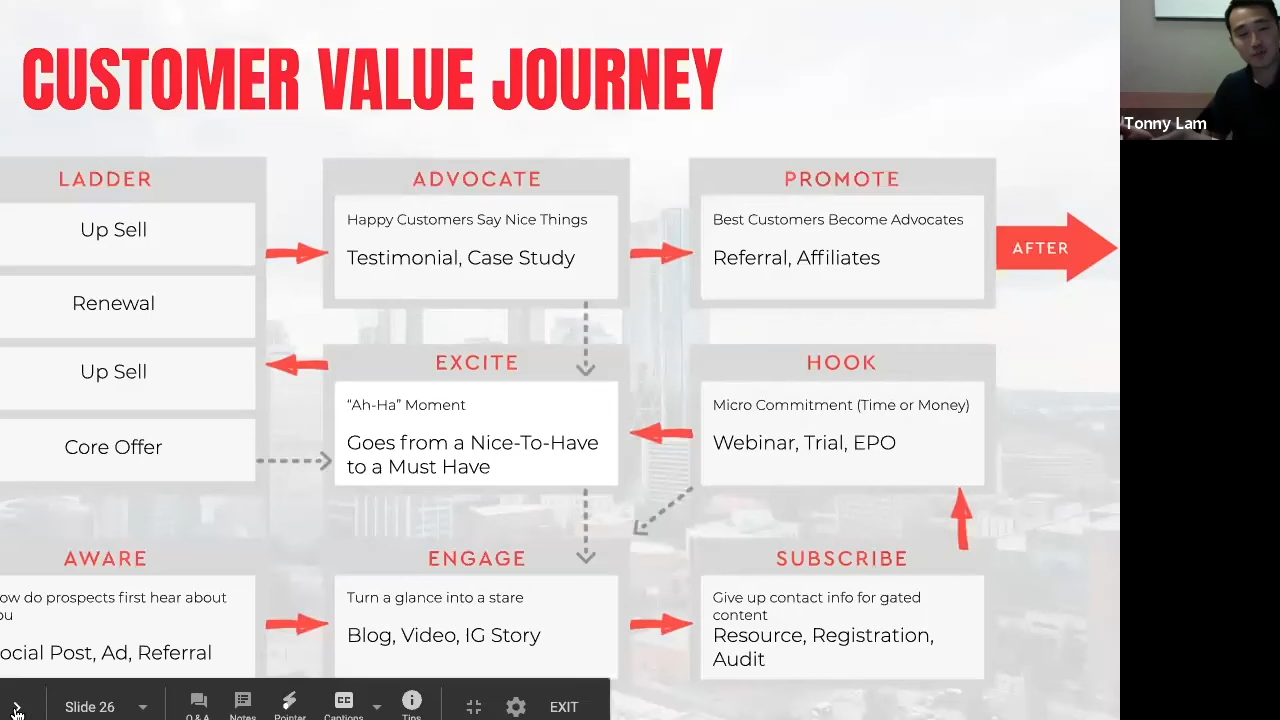 CUSTOMER VALUE JOURNEY
Tonny Lam
LADDER
Up Sell
Renewal
Up Sell
Core Offer
ADVOCATE
Happy Customers Say Nice Things
Testimonial, Case Study
PROMOTE
Best Customers Become Advocates
Referral, Affiliates
AFTER
EXCITE
“Ah-Ha” Moment
Goes from a Nice-To-Have
to a Must Have
HOOK
Micro Commitment (Time or Money)
Webinar, Trial, EPO
AWARE
ow do prospects first hear about
ou
ocial Post, Ad, Referral
ENGAGE
Turn a glance into a stare
Blog, Video, IG Story
SUBSCRIBE
Give up contact info for gated
content
Resource, Registration,
Audit
Slide 26
Q & A
Notes
Pointer
CC
Captions
Tips
EXIT